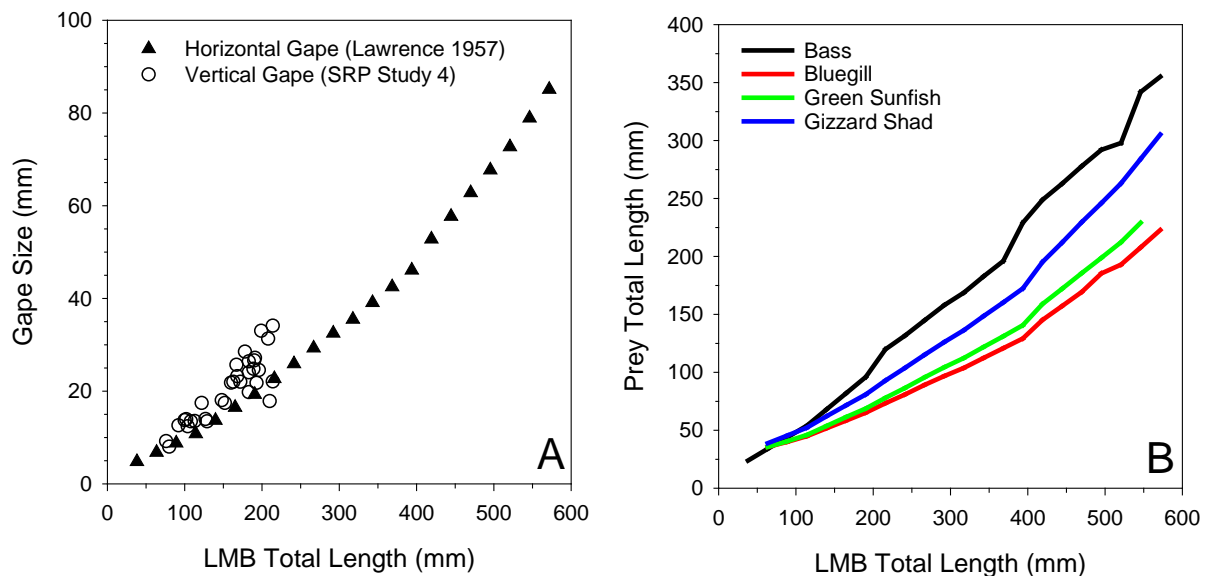 100
80
60
40
20
0
Gape Size (mm)
Horizontal Gape (Lawrence 1957)
Vertical Gape (SRP Study 4)
A
0 100 200 300 400 500 600
LMB Total Length (mm)
400
350
300
250
200
150
100
50
0
Prey Total Length (mm)
Bass
Bluegill
Green Sunfish
Gizzard Shad
B
0 100 200 300 400 500 600
LMB Total Length (mm)